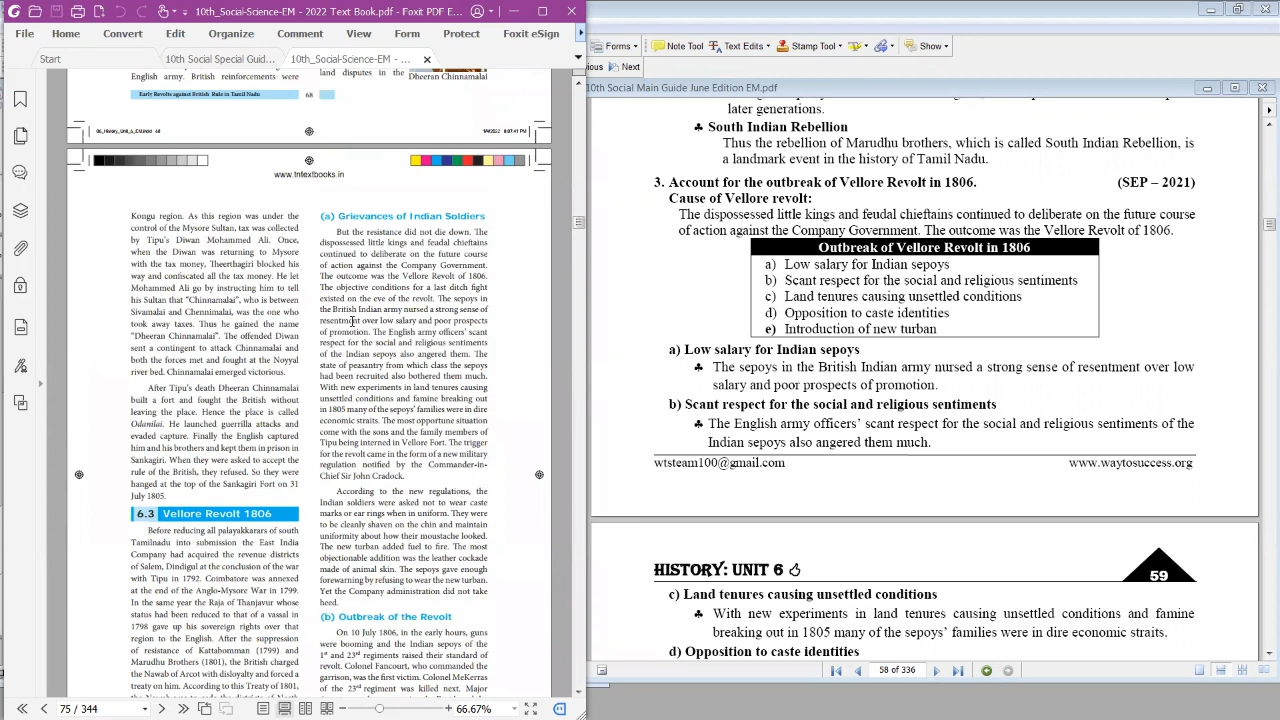 10th_Social-Science-EM - 2022 Text Book.pdf - Foxit PDF E...
File Home Convert Edit Organize Comment View Form Protect Foxit eSign
Start 10th Social Special Guid... 10th_Social-Science-EM - ...
English army. British reinforcements were
land disputes in the
Dheeran Chinnamalai
Early Revolts against British Rule in Tamil Nadu
68
www.tntextbooks.in
Kongu region. As this region was under the
control of the Mysore Sultan, tax was collected
by Tipu's Diwan Mohammed Ali. Once,
when the Diwan was returning to Mysore
with the tax money, Theerthagiri blocked his
way and confiscated all the tax money. He let
Mohammed Ali go by instructing him to tell
his Sultan that "Chinnamalai", who is between
Sivamalai and Chennimalai, was the one who
took away taxes. Thus he gained the name
"Dheeran Chinnamalai". The offended Diwan
sent a contingent to attack Chinnamalai and
both the forces met and fought at the Noyyal
river bed. Chinnamalai emerged victorious.
After Tipu's death Dheeran Chinnamalai
built a fort and fought the British without
leaving the place. Hence the place is called
Odanilai. He launched guerrilla attacks and
evaded capture. Finally the English captured
him and his brothers and kept them in prison in
Sankagiri. When they were asked to accept the
rule of the British, they refused. So they were
hanged at the top of the Sankagiri Fort on 31
July 1805.
6.3 Vellore Revolt 1806
Before reducing all palayakkarars of south
Tamilnadu into submission the East India
Company had acquired the revenue districts
of Salem, Dindigul at the conclusion of the war
with Tipu in 1792. Coimbatore was annexed
at the end of the Anglo-Mysore War in 1799.
In the same year the Raja of Thanjavur whose
status had been reduced to that of a vassal in
1798 gave up his sovereign rights over that
region to the English. After the suppression
of resistance of Kattabomman (1799) and
Marudhu Brothers (1801), the British charged
the Nawab of Arcot with disloyalty and forced a
treaty on him. According to this Treaty of 1801,
(a) Grievances of Indian Soldiers
But the resistance did not die down. The
dispossessed little kings and feudal chieftains
continued to deliberate on the future course
of action against the Company Government.
The outcome was the Vellore Revolt of 1806.
The objective conditions for a last ditch fight
existed on the eve of the revolt. The sepoys in
the British Indian army nursed a strong sense of
resentment over low salary and poor prospects
of promotion. The English army officers' scant
respect for the social and religious sentiments
of the Indian sepoys also angered them. The
state of peasantry from which class the sepoys
had been recruited also bothered them much.
With new experiments in land tenures causing
unsettled conditions and famine breaking out
in 1805 many of the sepoys' families were in dire
economic straits. The most opportune situation
come with the sons and the family members of
Tipu being interned in Vellore Fort. The trigger
for the revolt came in the form of a new military
regulation notified by the Commander-in-
Chief Sir John Cradock.
According to the new regulations, the
Indian soldiers were asked not to wear caste
marks or ear rings when in uniform. They were
to be cleanly shaven on the chin and maintain
uniformity about how their moustache looked.
The new turban added fuel to fire. The most
objectionable addition was the leather cockade
made of animal skin. The sepoys gave enough
forewarning by refusing to wear the new turban.
Yet the Company administration did not take
heed.
(b) Outbreak of the Revolt
On 10 July 1806, in the early hours, guns
were booming and the Indian sepoys of the
1st and 23rd regiments raised their standard of
revolt. Colonel Fancourt, who commanded the
garrison, was the first victim. Colonel McKerras
of the 23rd regiment was killed next. Major
75 / 344
66.67%
Forms Note Tool Text Edits Stamp Tool Show
ious Next
10th Social Main Guide June Edition EM.pdf
later generations.
♣ South Indian Rebellion
Thus the rebellion of Marudhu brothers, which is called South Indian Rebellion, is
a landmark event in the history of Tamil Nadu.
3. Account for the outbreak of Vellore Revolt in 1806. (SEP – 2021)
Cause of Vellore revolt:
The dispossessed little kings and feudal chieftains continued to deliberate on the future course
of action against the Company Government. The outcome was the Vellore Revolt of 1806.
Outbreak of Vellore Revolt in 1806
a) Low salary for Indian sepoys
b) Scant respect for the social and religious sentiments
c) Land tenures causing unsettled conditions
d) Opposition to caste identities
e) Introduction of new turban
a) Low salary for Indian sepoys
♣ The sepoys in the British Indian army nursed a strong sense of resentment over low
salary and poor prospects of promotion.
b) Scant respect for the social and religious sentiments
♣ The English army officers' scant respect for the social and religious sentiments of the
Indian sepoys also angered them much.
wtsteam100@gmail.com www.waytosuccess.org
HISTORY: UNIT 6
59
c) Land tenures causing unsettled conditions
♣ With new experiments in land tenures causing unsettled conditions and famine
breaking out in 1805 many of the sepoys' families were in dire economic straits.
d) Opposition to caste identities
58 of 336